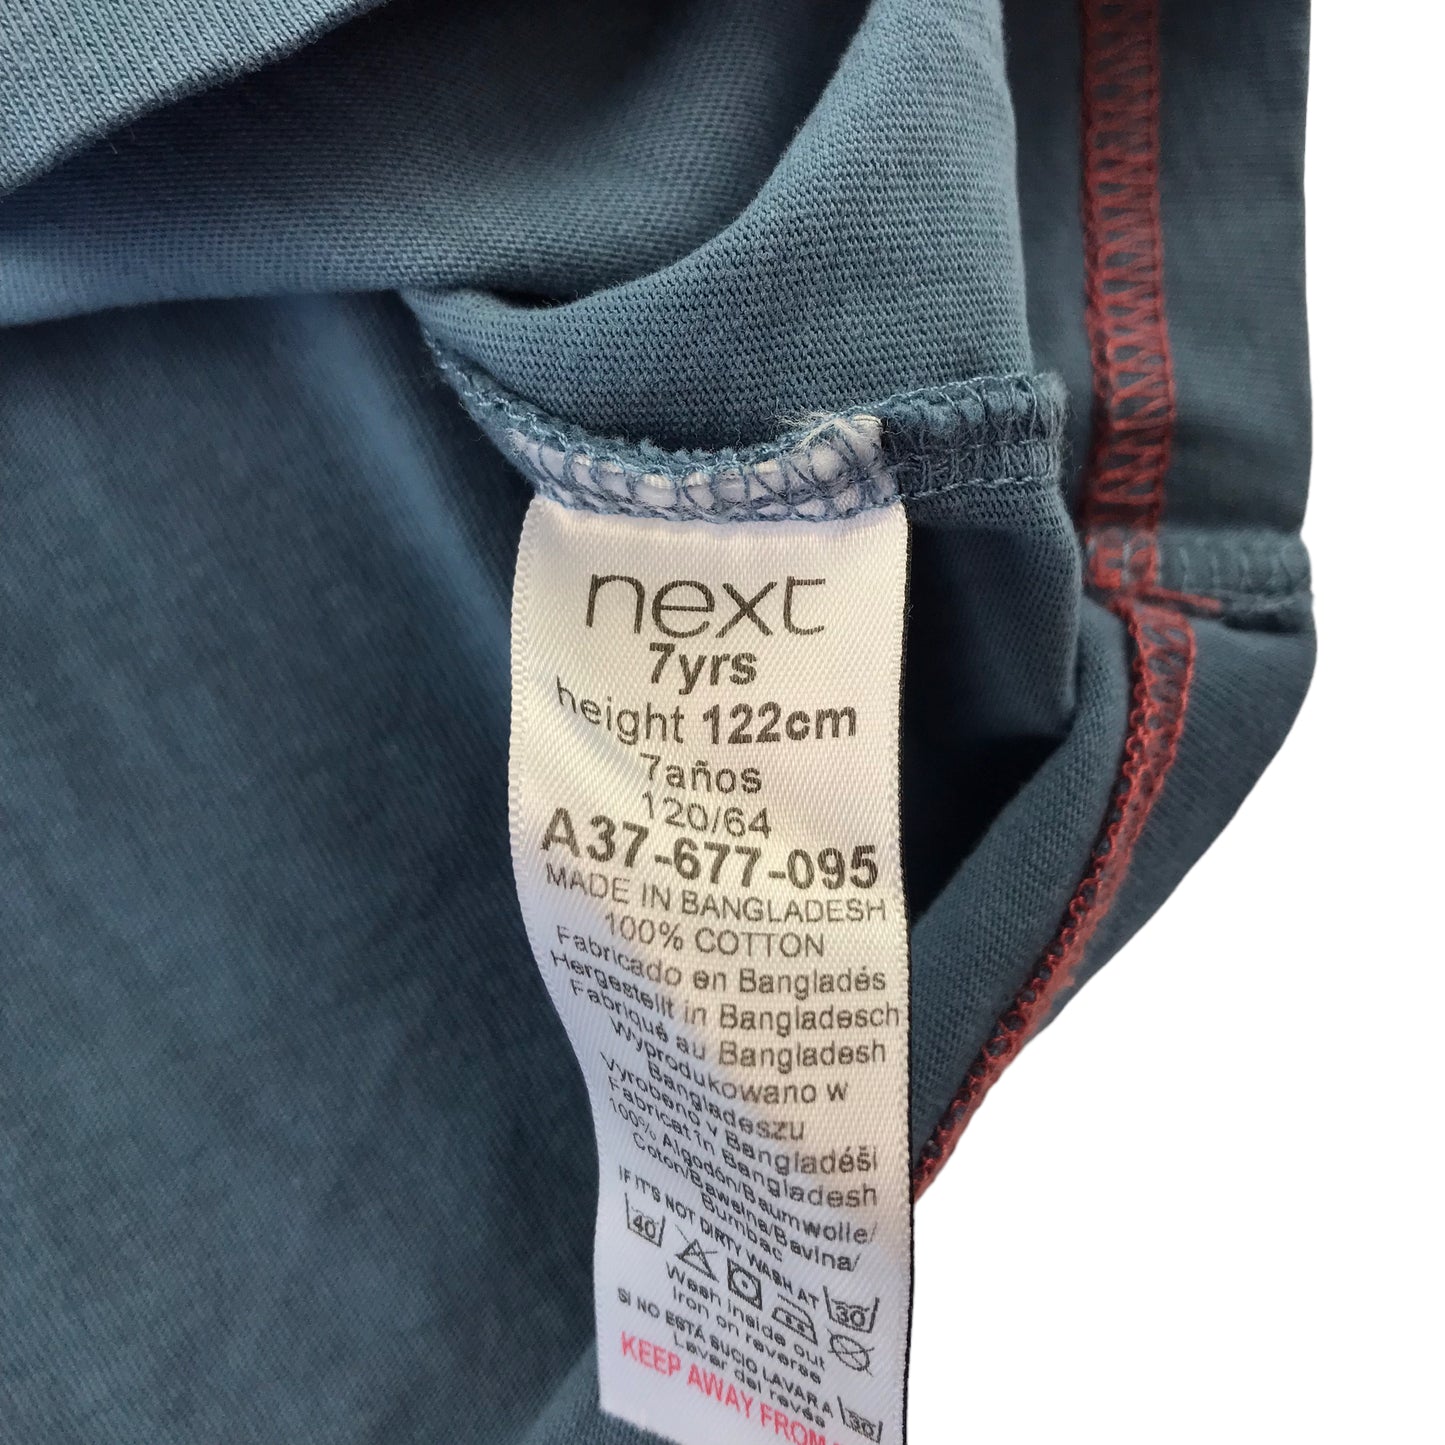 next
7yrs
height 122cm
7años
120/64
A37-677-095
MADE IN BANGLADESH
100% COTTON
Fabricado en Bangladés
Hergestellt in Bangladesch
Fabriqué au Bangladesh
Wyprodukowano w
Bangladeszu
Vyrobeno v Bangladéši
Fabricat în Bangladesh
100% Algodón/Baumwolle/
Coton/Bawełna/Bavlna/
Bumbac
IF IT'S NOT DIRTY WASH AT 30
40
Wash inside out
Iron on reverse
SI NO ESTÁ SUCIO LAVAR A 30
Lavar del revés
KEEP AWAY FROM